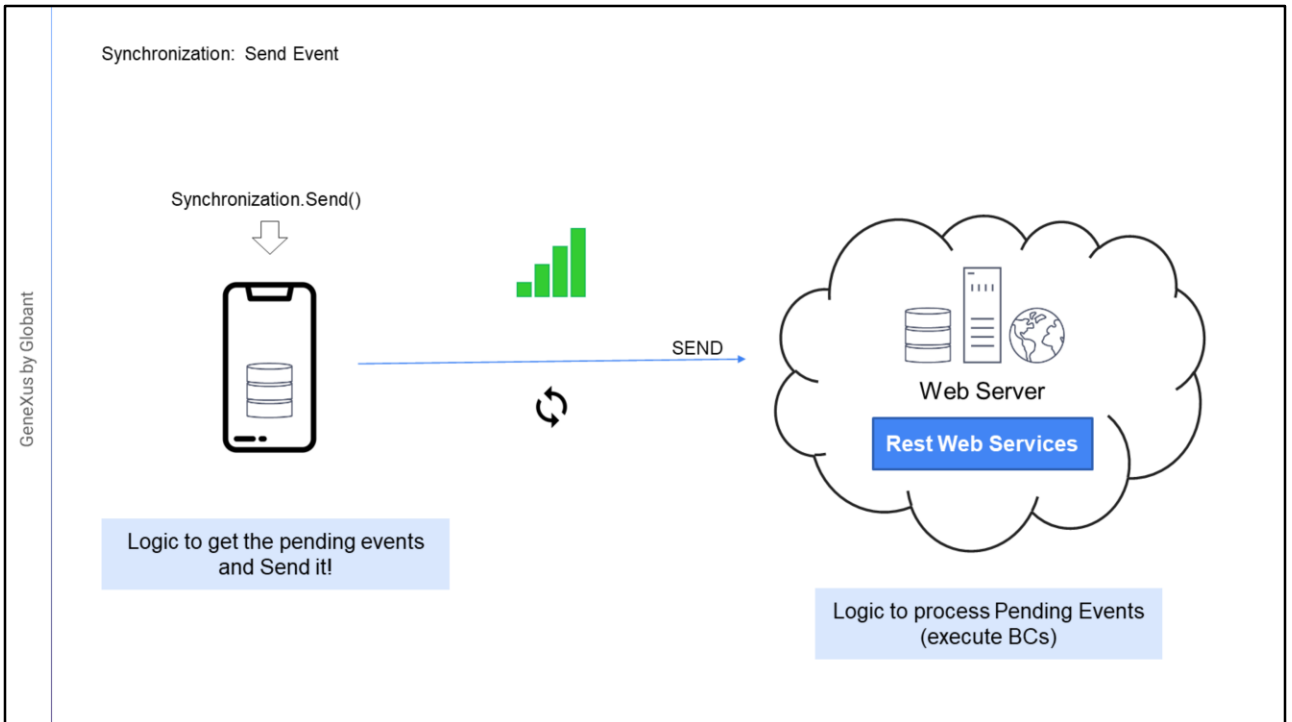 Synchronization: Send Event
Synchronization.Send()
SEND
Web Server
Rest Web Services
Logic to get the pending events
and Send it!
Logic to process Pending Events
(execute BCs)
GeneXus by Globant